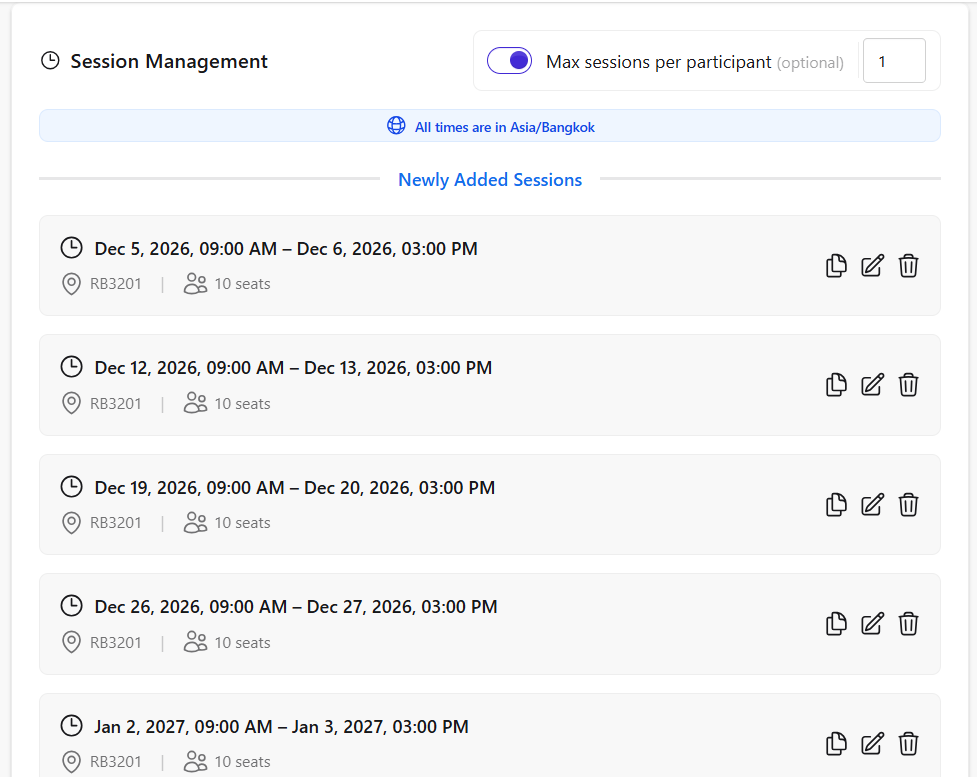 Session Management
Max sessions per participant (optional)
1
All times are in Asia/Bangkok
Newly Added Sessions
Dec 5, 2026, 09:00 AM – Dec 6, 2026, 03:00 PM
RB3201 | 10 seats
Dec 12, 2026, 09:00 AM – Dec 13, 2026, 03:00 PM
RB3201 | 10 seats
Dec 19, 2026, 09:00 AM – Dec 20, 2026, 03:00 PM
RB3201 | 10 seats
Dec 26, 2026, 09:00 AM – Dec 27, 2026, 03:00 PM
RB3201 | 10 seats
Jan 2, 2027, 09:00 AM – Jan 3, 2027, 03:00 PM
RB3201 | 10 seats